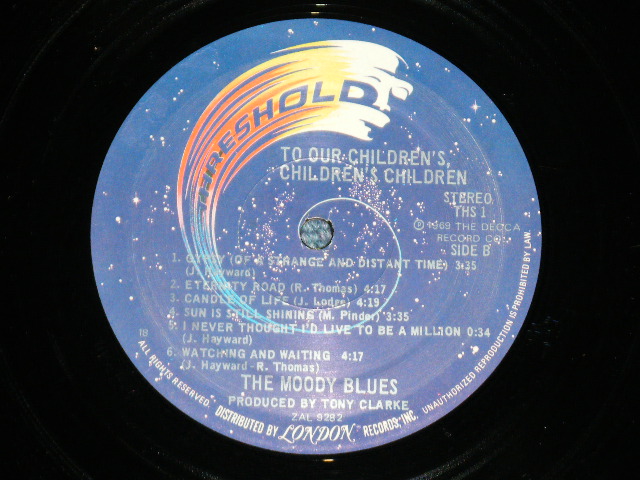 THRESHOLD
TO OUR CHILDREN'S,
CHILDREN'S CHILDREN
STEREO
THS 1
℗ 1969 THE DECCA
RECORD CO.
SIDE B
1. GYPSY (OF A STRANGE AND DISTANT TIME) 3:35
(J. Hayward)
2. ETERNITY ROAD (R. Thomas) 4:17
3. CANDLE OF LIFE (J. Lodge) 4:19
4. SUN IS STILL SHINING (M. Pinder) 3:35
5. I NEVER THOUGHT I'D LIVE TO BE A MILLION 0:34
(J. Hayward)
6. WATCHING AND WAITING 4:17
(J. Hayward-R. Thomas)
18
THE MOODY BLUES
PRODUCED BY TONY CLARKE
ZAL 9282
ALL RIGHTS RESERVED. DISTRIBUTED BY LONDON RECORDS, INC. UNAUTHORIZED REPRODUCTION IS PROHIBITED BY LAW.